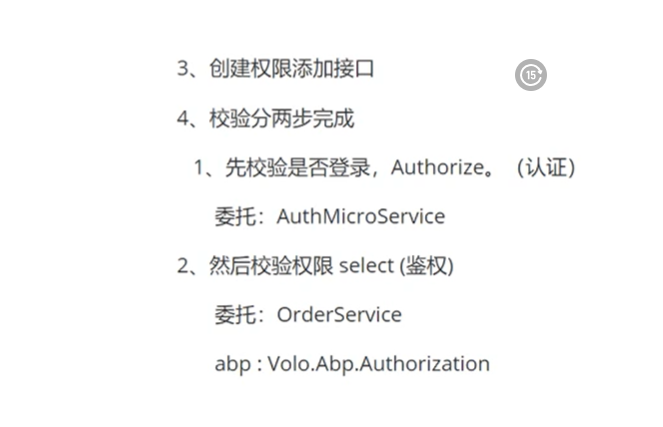 3、创建权限添加接口
15
4、校验分两步完成
1、先校验是否登录，Authorize。（认证）
委托：AuthMicroService
2、然后校验权限 select (鉴权)
委托：OrderService
abp : Volo.Abp.Authorization